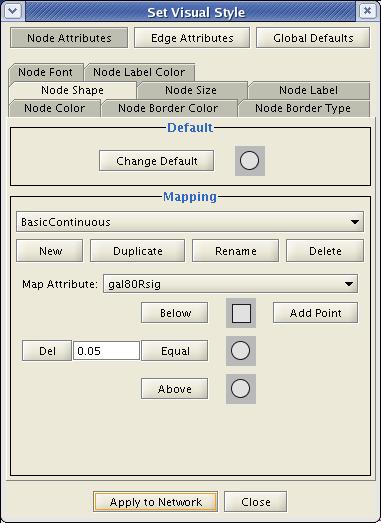 Set Visual Style
Node Attributes Edge Attributes Global Defaults
Node Font Node Label Color
Node Shape Node Size Node Label
Node Color Node Border Color Node Border Type
Default
Change Default
Mapping
BasicContinuous
New Duplicate Rename Delete
Map Attribute: gal80Rsig
Below Add Point
Del 0.05 Equal
Above
Apply to Network Close